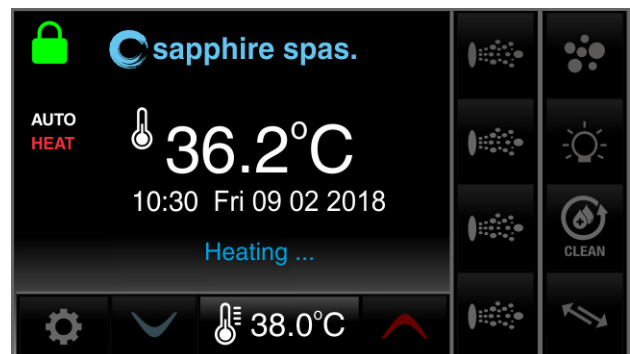 sapphire spas.
AUTO
HEAT
36.2°C
10:30 Fri 09 02 2018
Heating ...
CLEAN
38.0°C